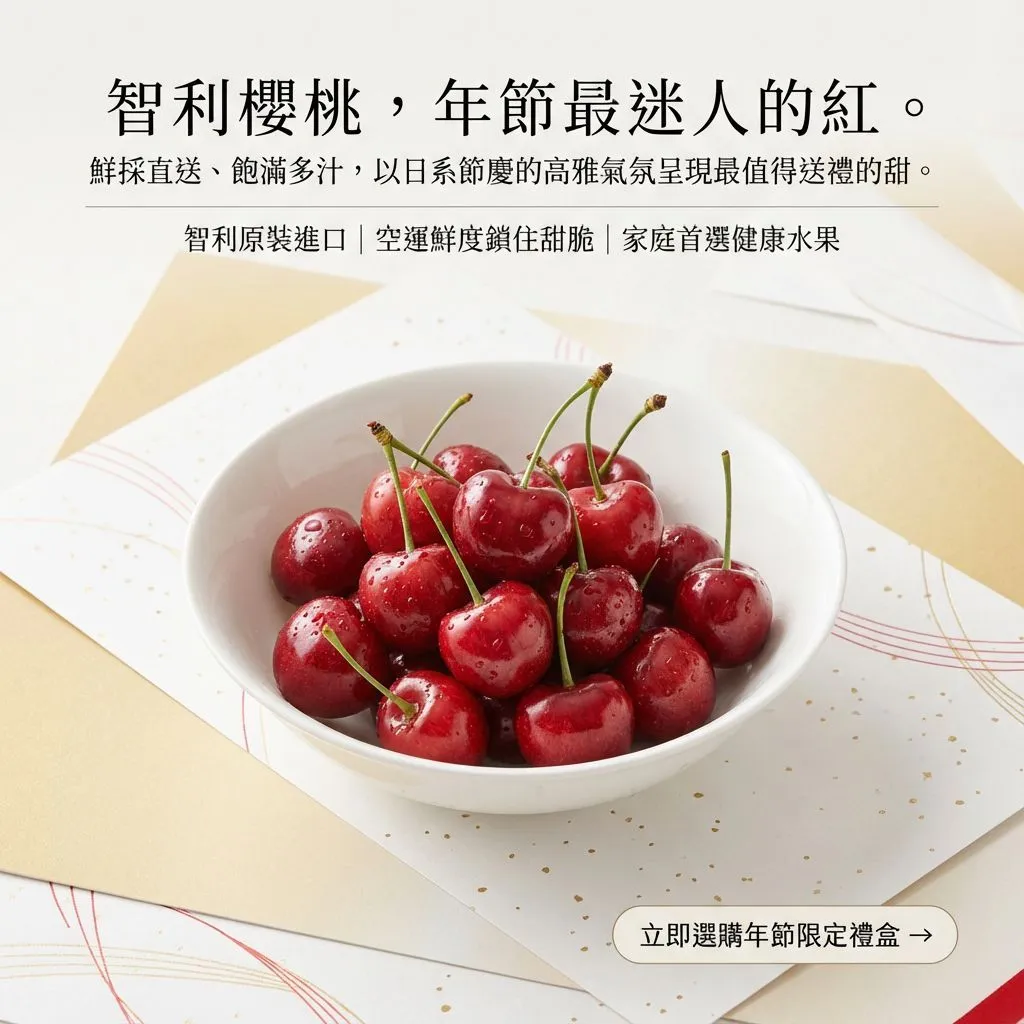 智利櫻桃，年節最迷人的紅。
鮮採直送、飽滿多汁，以日系節慶的高雅氣氛呈現最值得送禮的甜。
智利原裝進口｜空運鮮度鎖住甜脆｜家庭首選健康水果
立即選購年節限定禮盒 →